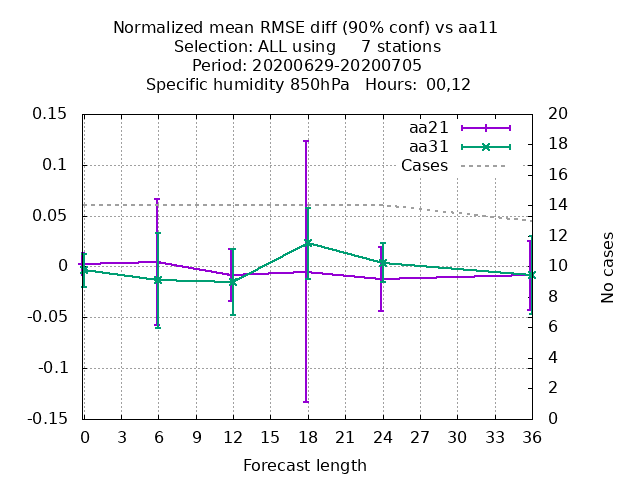 Normalized mean RMSE diff (90% conf) vs aa11
Selection: ALL using 7 stations
Period: 20200629-20200705
Specific humidity 850hPa Hours: 00,12
0.15
0.1
0.05
0
-0.05
-0.1
-0.15
aa21
aa31
Cases
20
18
16
14
12
10
8
6
4
2
0
No cases
0 3 6 9 12 15 18 21 24 27 30 33 36
Forecast length